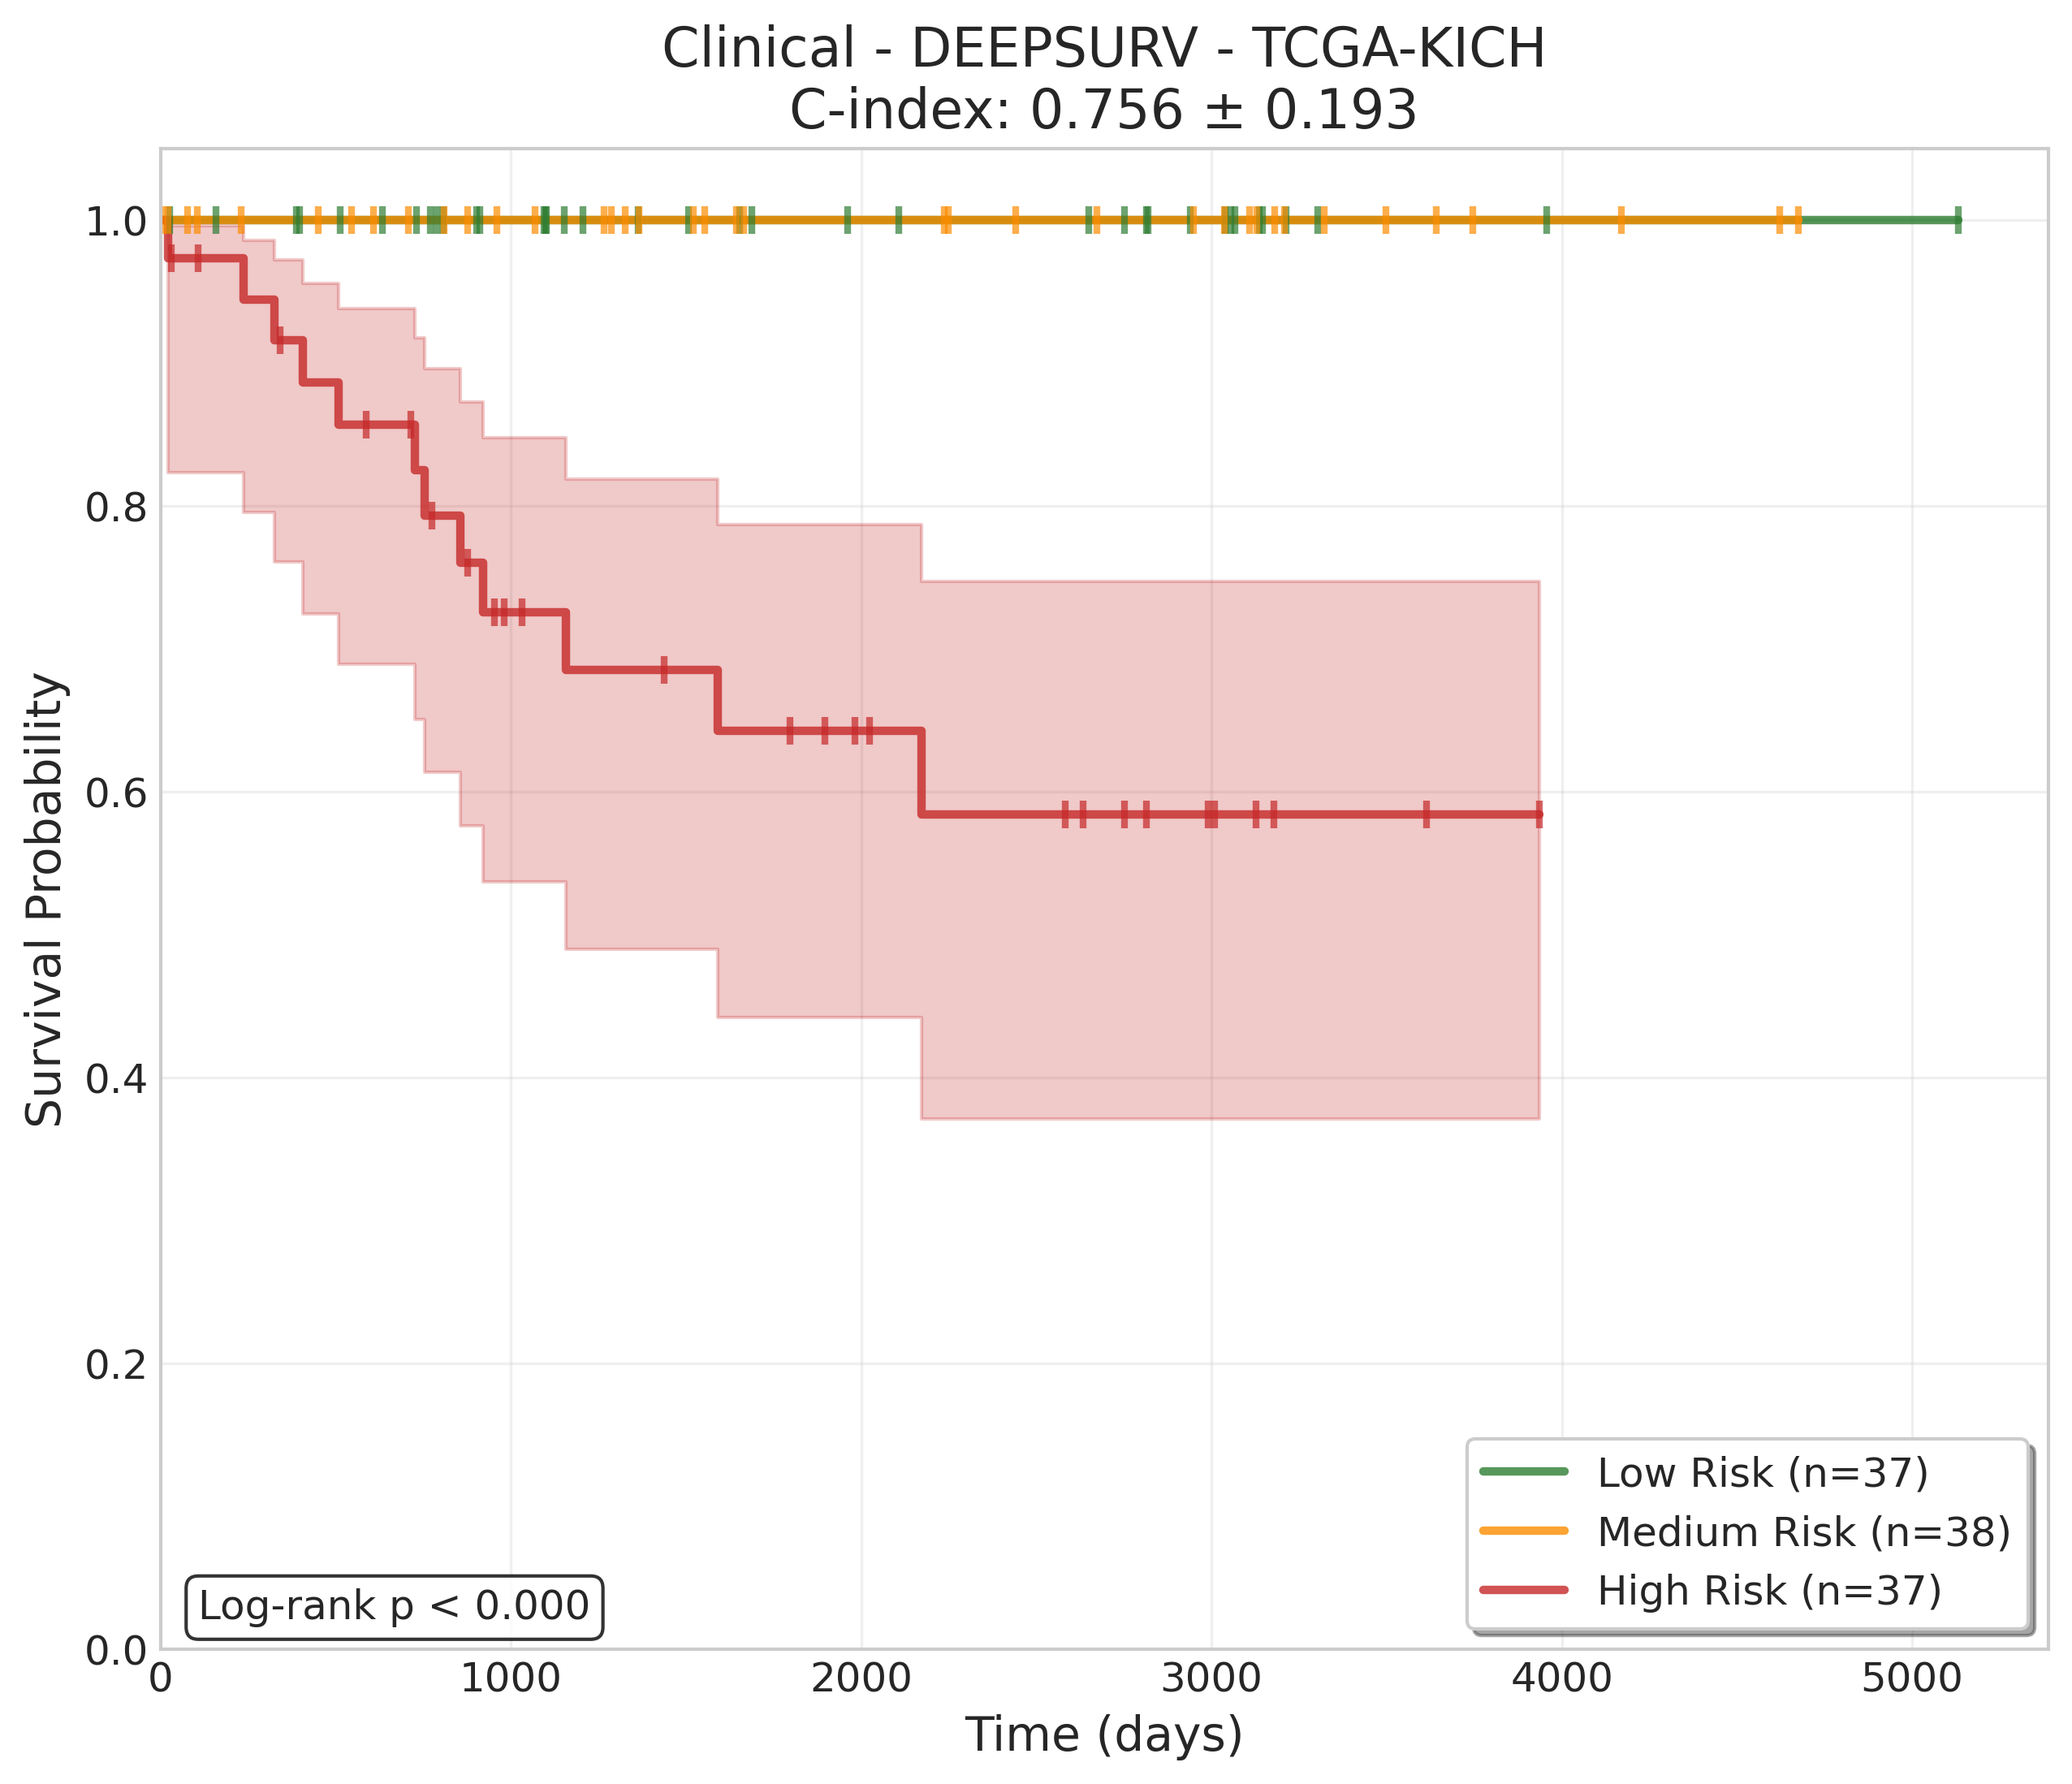 Clinical - DEEPSURV - TCGA-KICH
C-index: 0.756 ± 0.193
Survival Probability
1.0
0.8
0.6
0.4
0.2
0.0
0 1000 2000 3000 4000 5000
Time (days)
Log-rank p < 0.000
Low Risk (n=37)
Medium Risk (n=38)
High Risk (n=37)